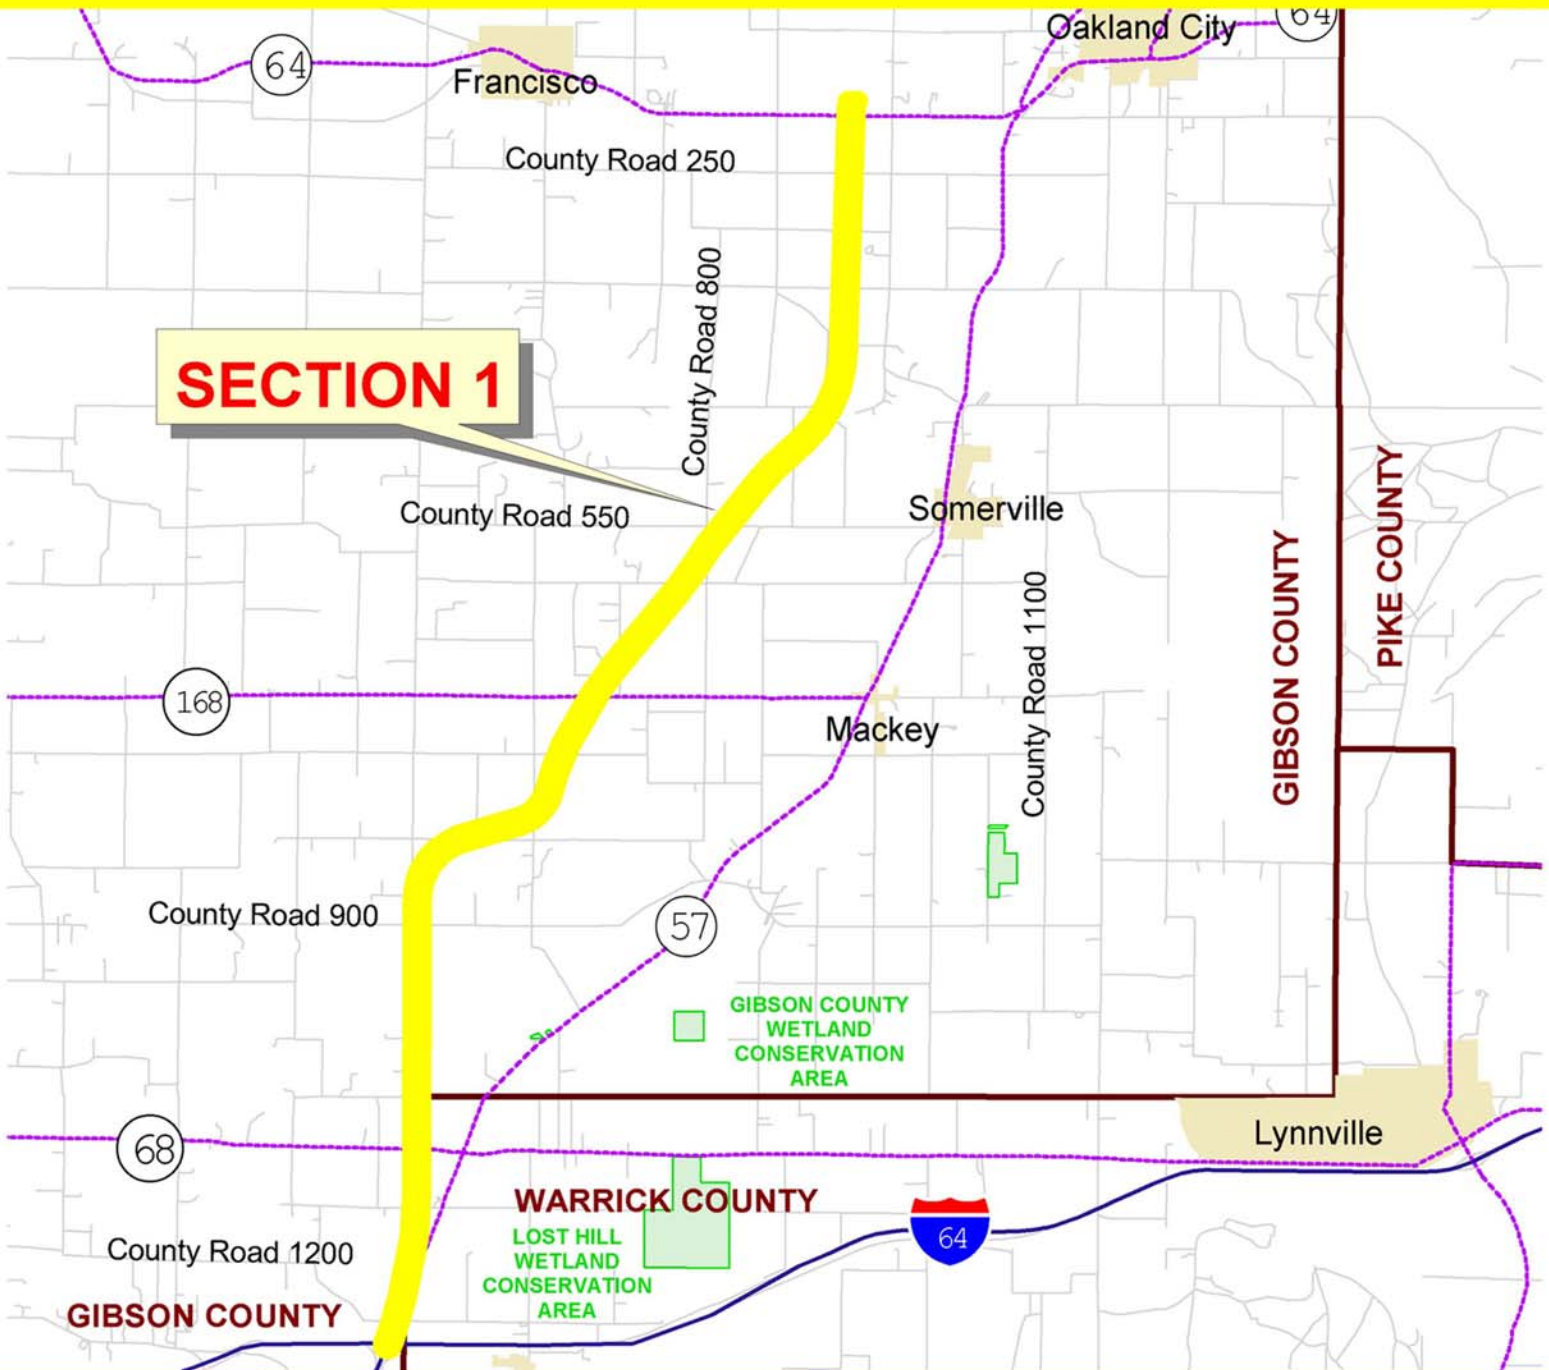 64
Oakland City
64
Francisco
County Road 250
County Road 800
SECTION 1
County Road 550
Somerville
PIKE COUNTY
GIBSON COUNTY
County Road 1100
168
Mackey
County Road 900
57
GIBSON COUNTY
WETLAND
CONSERVATION
AREA
68
Lynnville
WARRICK COUNTY
LOST HILL
WETLAND
CONSERVATION
AREA
64
County Road 1200
GIBSON COUNTY